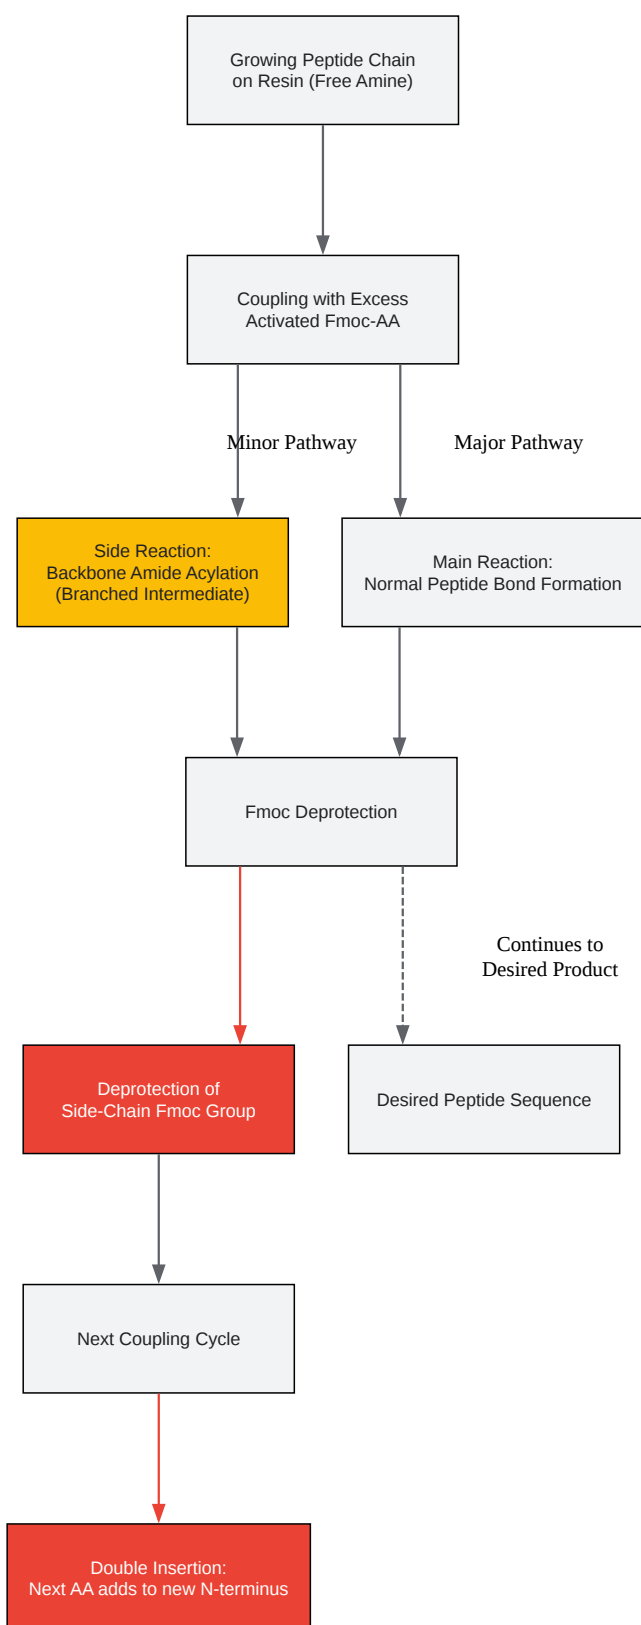 Growing Peptide Chain
on Resin (Free Amine)
Coupling with Excess
Activated Fmoc-AA
Minor Pathway
Major Pathway
Side Reaction:
Backbone Amide Acylation
(Branched Intermediate)
Main Reaction:
Normal Peptide Bond Formation
Fmoc Deprotection
Continues to
Desired Product
Deprotection of
Side-Chain Fmoc Group
Desired Peptide Sequence
Next Coupling Cycle
Double Insertion:
Next AA adds to new N-terminus